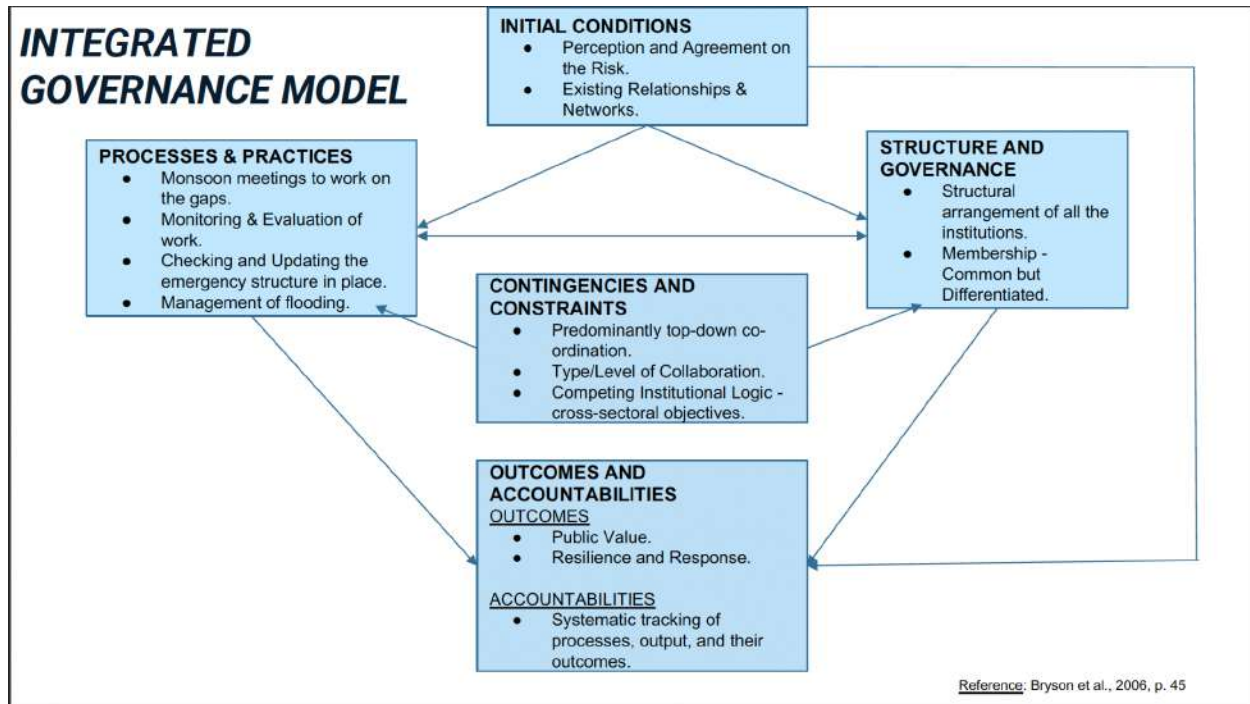 INTEGRATED
GOVERNANCE MODEL
INITIAL CONDITIONS
● Perception and Agreement on
the Risk.
● Existing Relationships &
Networks.
PROCESSES & PRACTICES
● Monsoon meetings to work on
the gaps.
● Monitoring & Evaluation of
work.
● Checking and Updating the
emergency structure in place.
● Management of flooding.
STRUCTURE AND
GOVERNANCE
● Structural
arrangement of all the
institutions.
● Membership -
Common but
Differentiated.
CONTINGENCIES AND
CONSTRAINTS
● Predominantly top-down co-
ordination.
● Type/Level of Collaboration.
● Competing Institutional Logic -
cross-sectoral objectives.
OUTCOMES AND
ACCOUNTABILITIES
OUTCOMES
● Public Value.
● Resilience and Response.
ACCOUNTABILITIES
● Systematic tracking of
processes, output, and their
outcomes.
Reference: Bryson et al., 2006, p. 45